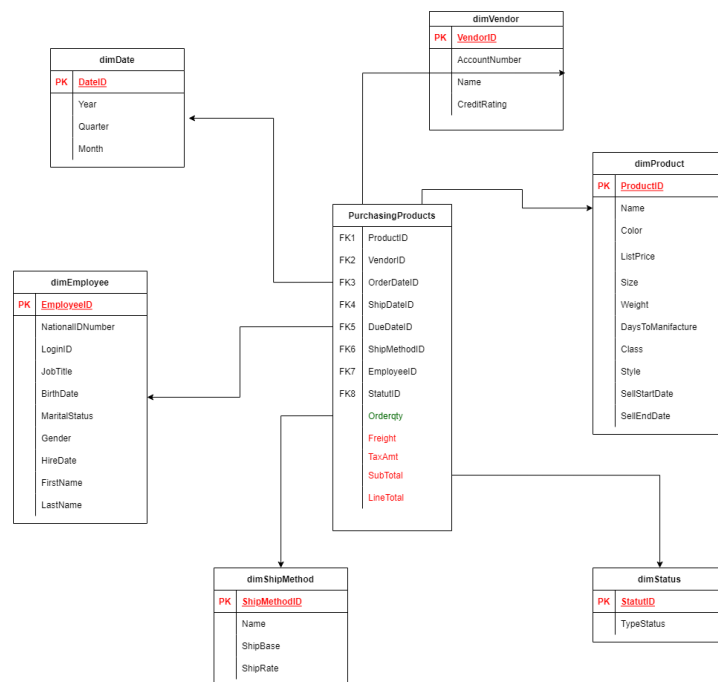 dimVendor
PK VendorID
AccountNumber
Name
CreditRating
dimDate
PK DateID
Year
Quarter
Month
dimProduct
PK ProductID
Name
Color
ListPrice
Size
Weight
DaysToManifacture
Class
Style
SellStartDate
SellEndDate
PurchasingProducts
FK1 ProductID
FK2 VendorID
FK3 OrderDateID
FK4 ShipDateID
FK5 DueDateID
FK6 ShipMethodID
FK7 EmployeeID
FK8 StatutID
Orderqty
Freight
TaxAmt
SubTotal
LineTotal
dimEmployee
PK EmployeeID
NationalIDNumber
LoginID
JobTitle
BirthDate
MaritalStatus
Gender
HireDate
FirstName
LastName
dimShipMethod
PK ShipMethodID
Name
ShipBase
ShipRate
dimStatus
PK StatutID
TypeStatus